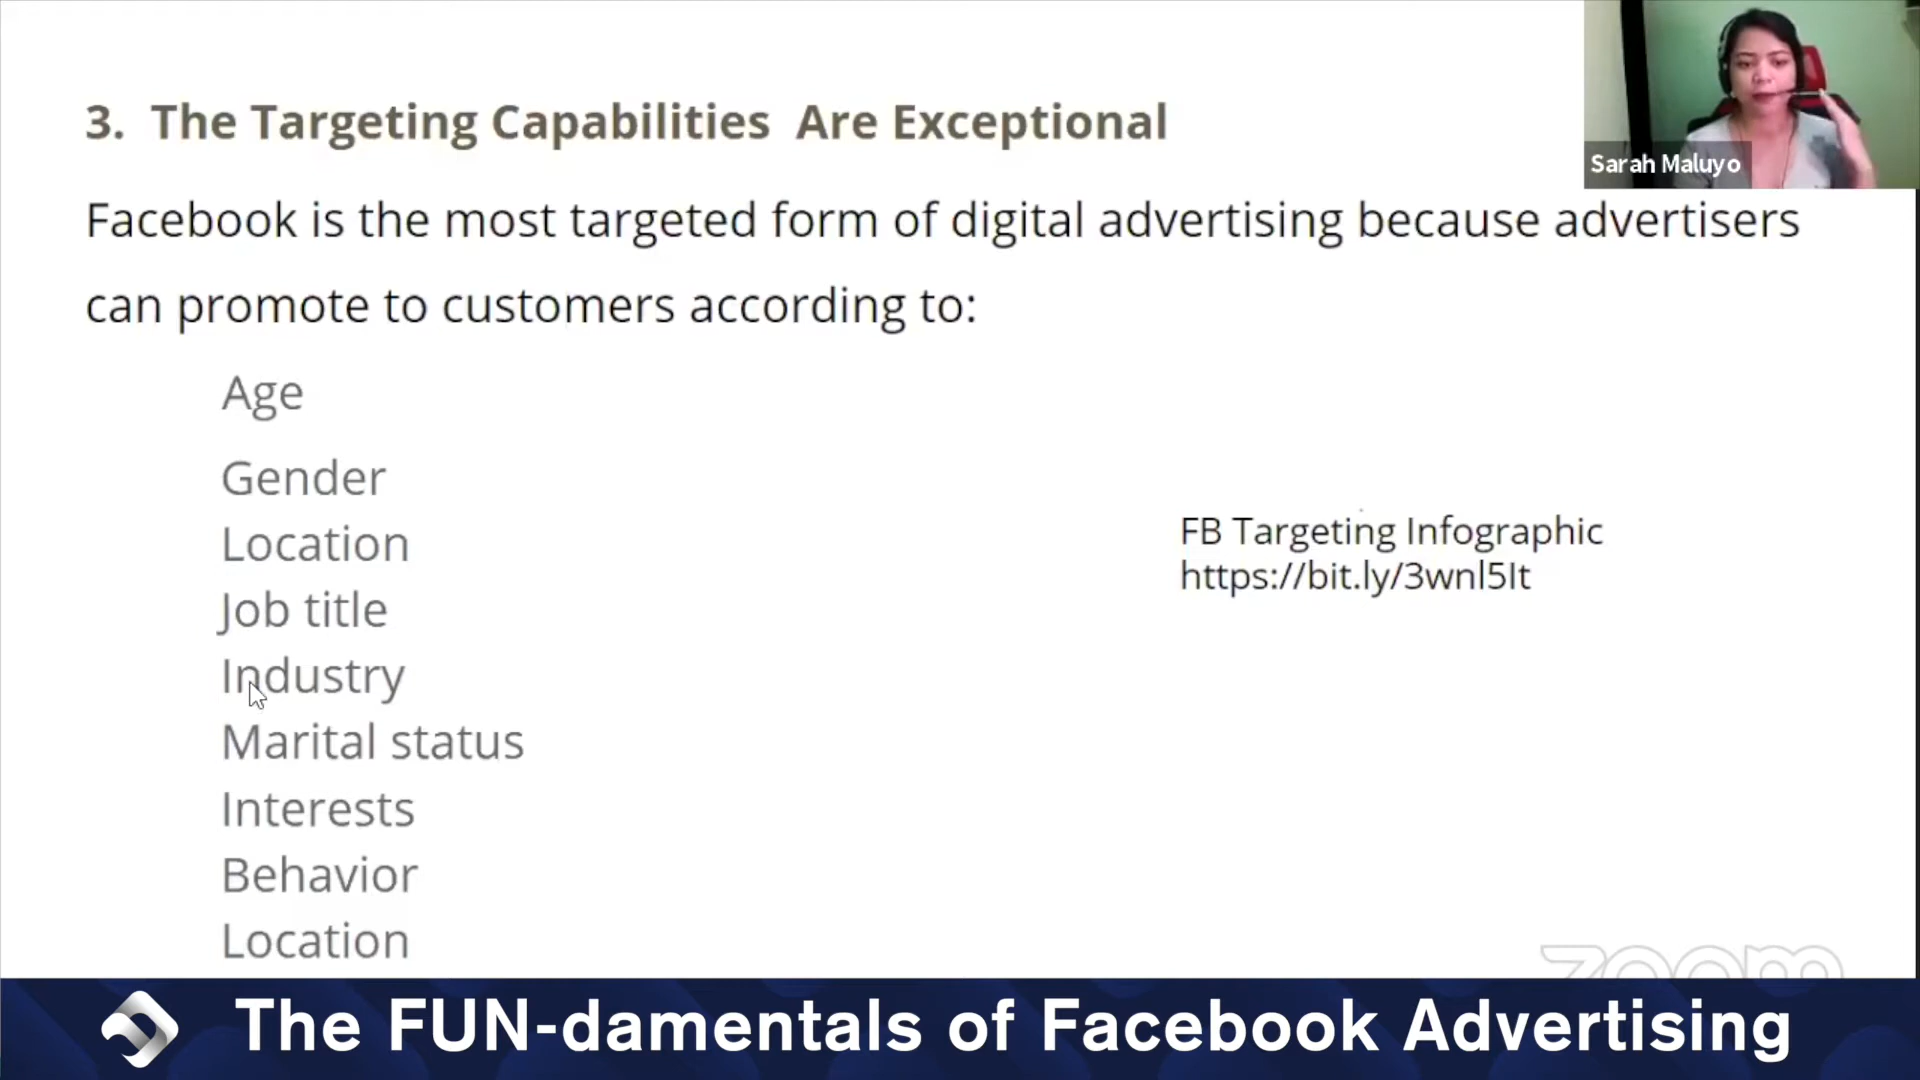 3. The Targeting Capabilities Are Exceptional
Sarah Maluyo
Facebook is the most targeted form of digital advertising because advertisers
can promote to customers according to:
Age
Gender
Location
Job title
Industry
Marital status
Interests
Behavior
Location
FB Targeting Infographic
https://bit.ly/3wnl5It
zoom
The FUN-damentals of Facebook Advertising